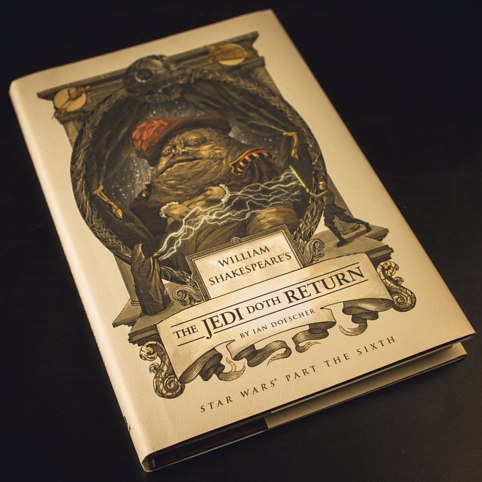 WILLIAM
SHAKESPEARE'S
THE JEDI DOTH RETURN
BY IAN DOESCHER
STAR WARS® PART THE SIXTH